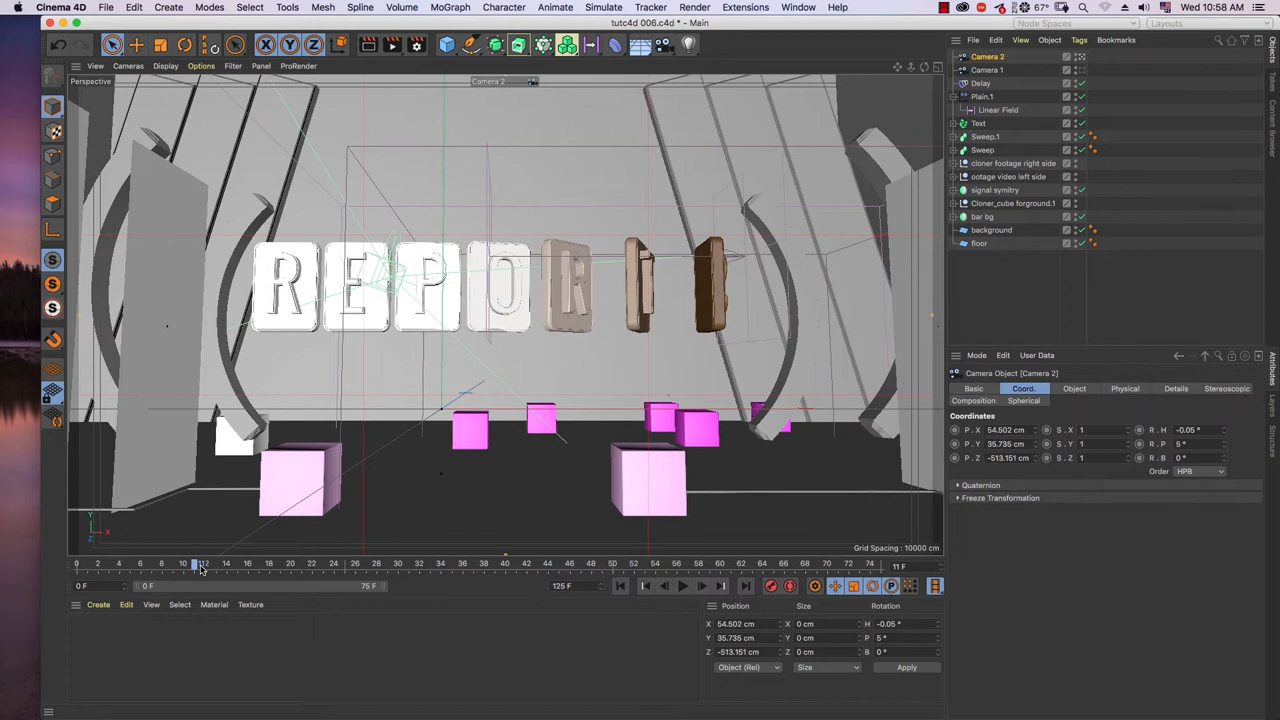 Cinema 4D File Edit Create Modes Select Tools Mesh Spline Volume MoGraph Character Animate Simulate Tracker Render Extensions Window Help 67° Wed 10:58 AM
tutc4d 006.c4d * - Main
Node Spaces Layouts
File Edit View Object Tags Bookmarks
View Cameras Display Options Filter Panel ProRender
Perspective Camera 2
Camera 2
Camera 1
Delay
Plain.1
Linear Field
Text
Sweep.1
Sweep
cloner footage right side
ootage video left side
signal symitry
Cloner_cube forground.1
bar bg
background
floor
Objects
Takes
Content Browser
REPOR
Mode Edit User Data
Camera Object [Camera 2]
Basic Coord. Object Physical Details Stereoscopic
Composition Spherical
Coordinates
P . X 54.502 cm S . X 1 R . H -0.05 °
P . Y 35.735 cm S . Y 1 R . P 5 °
P . Z -513.151 cm S . Z 1 R . B 0 °
Order HPB
Quaternion
Freeze Transformation
Attributes
Layers
Structure
Y
Z X
Grid Spacing : 10000 cm
0 2 4 6 8 10 112 14 16 18 20 22 24 26 28 30 32 34 36 38 40 42 44 46 48 50 52 54 56 58 60 62 64 66 68 70 72 74 11 F
0 F 0 F 75 F 125 F
Create Edit View Select Material Texture
Position Size Rotation
X 54.502 cm X 0 cm H -0.05 °
Y 35.735 cm Y 0 cm P 5 °
Z -513.151 cm Z 0 cm B 0 °
Object (Rel) Size Apply